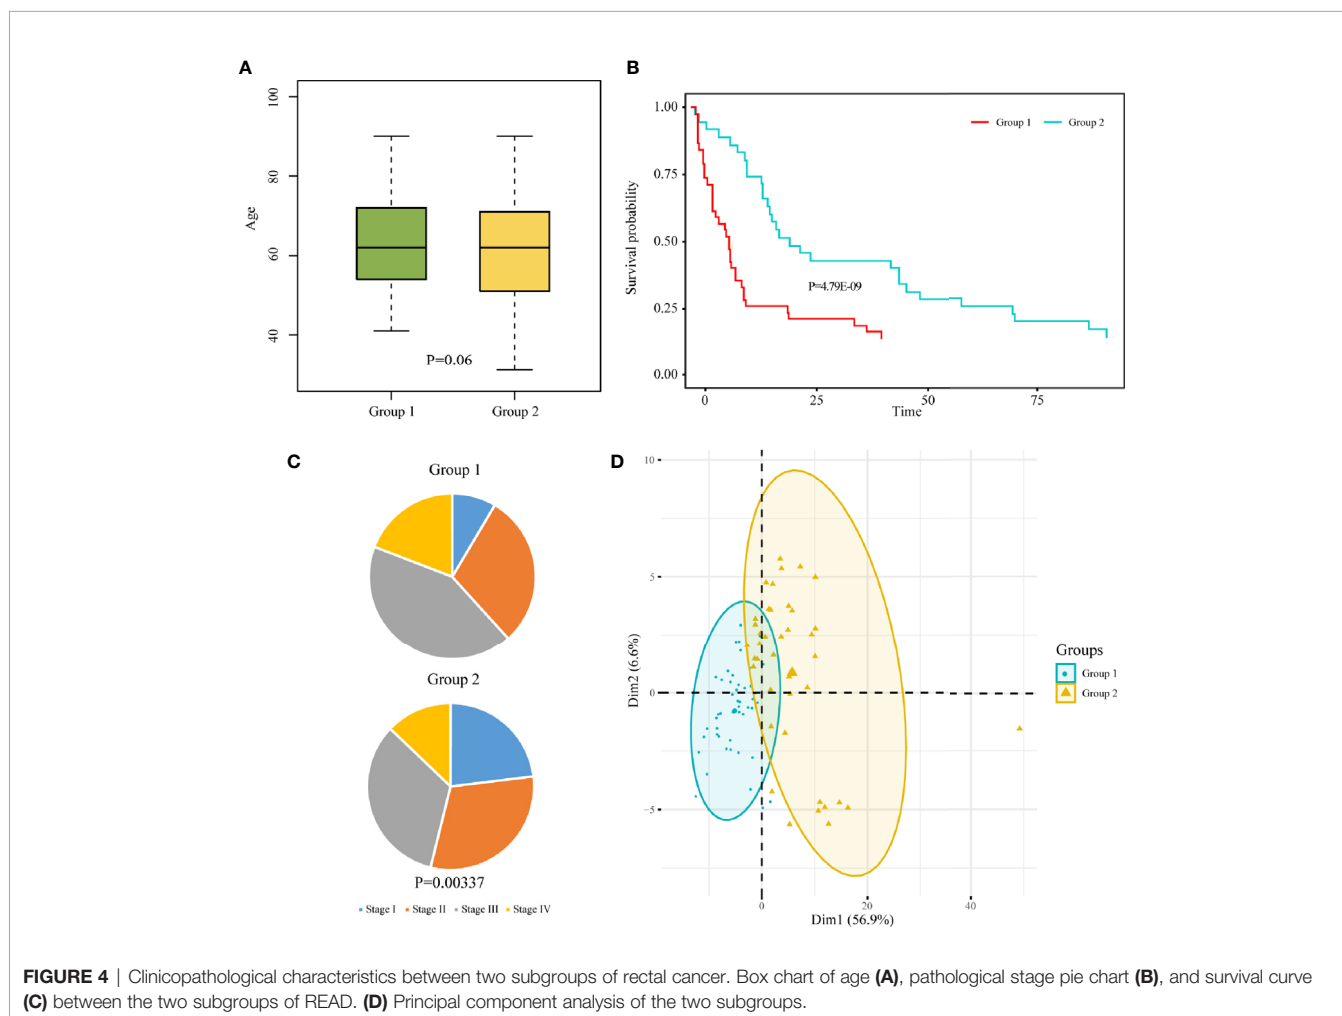 A
100
80
60
40
Age
P=0.06
Group 1
Group 2
B
1.00
0.75
0.50
0.25
0.00
Survival probability
Group 1
Group 2
P=4.79E-09
0
25
50
75
Time
C
Group 1
Group 2
P=0.00337
Stage I
Stage II
Stage III
Stage IV
D
10
5
0
-5
Dim2 (6.6%)
0
20
40
Dim1 (56.9%)
Groups
Group 1
Group 2
FIGURE 4 | Clinicopathological characteristics between two subgroups of rectal cancer. Box chart of age (A), pathological stage pie chart (B), and survival curve
(C) between the two subgroups of READ. (D) Principal component analysis of the two subgroups.